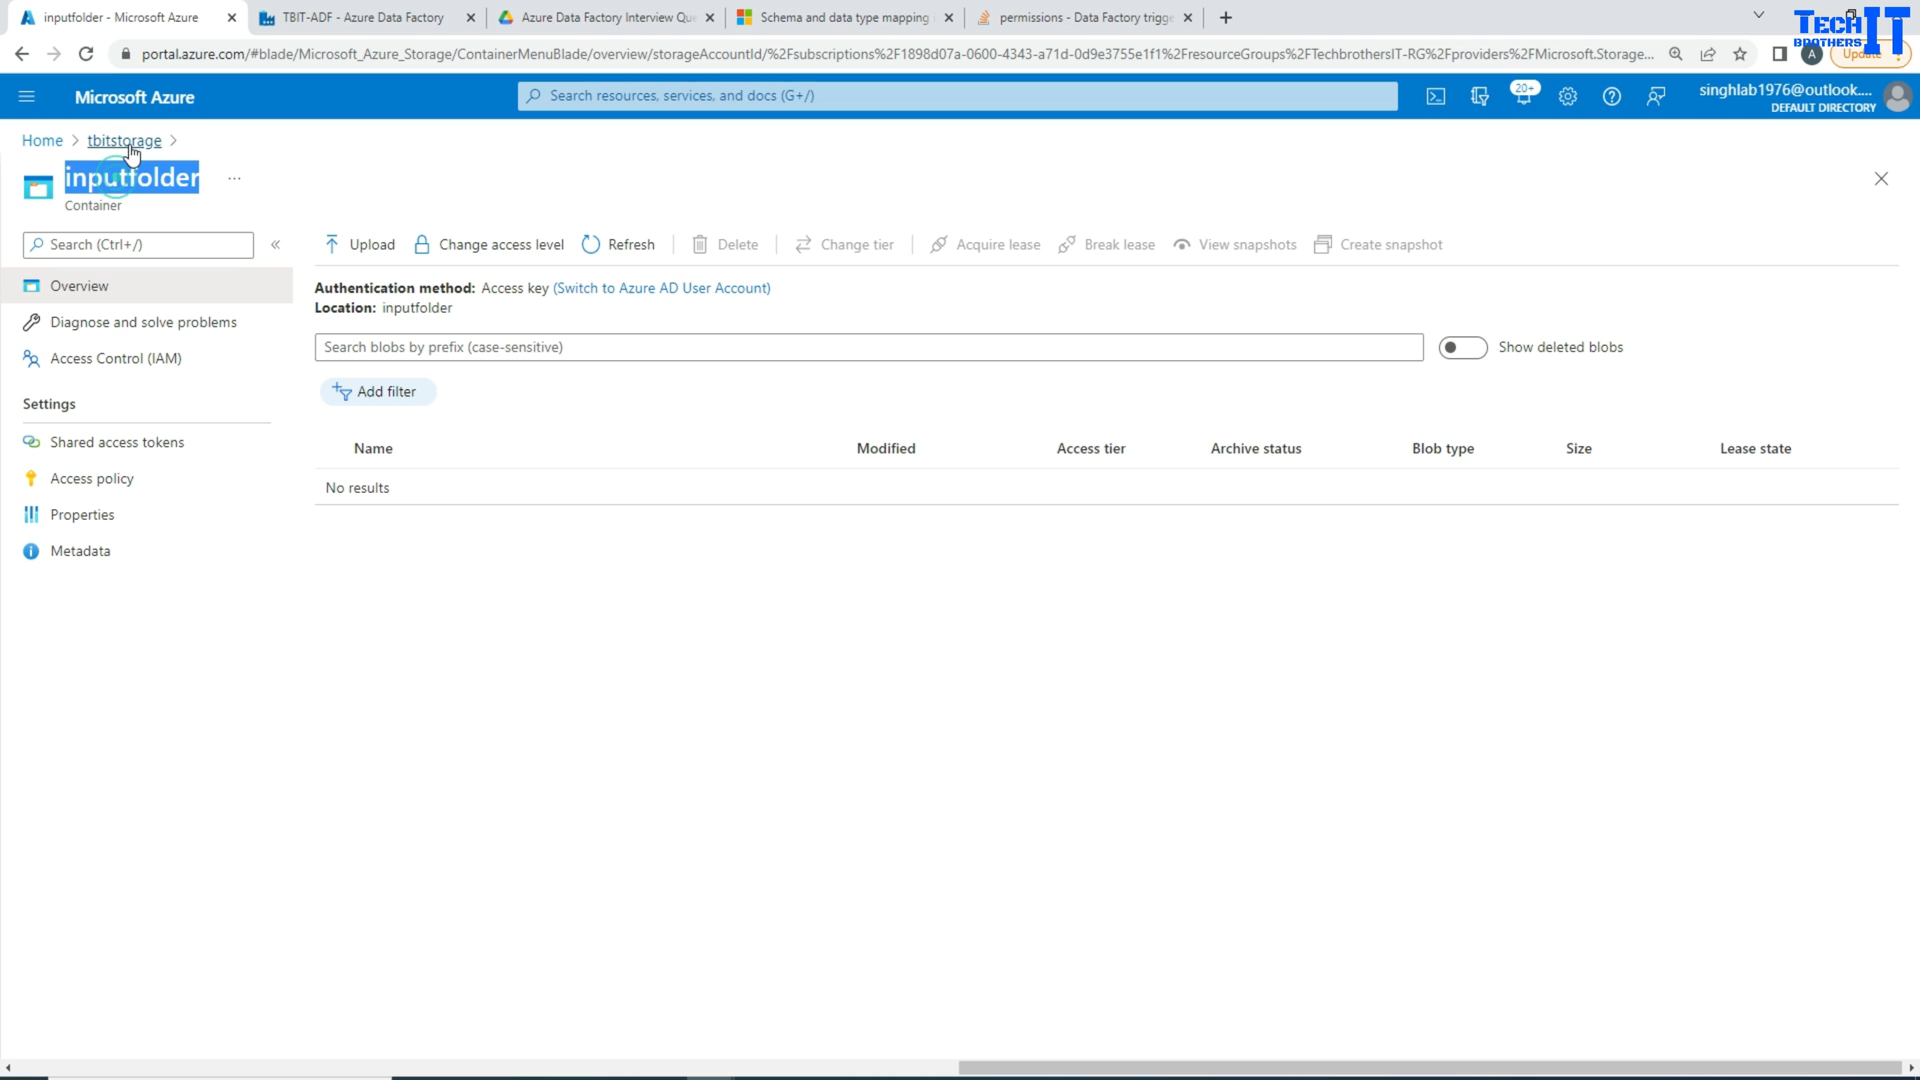 inputfolder - Microsoft Azure
TBIT-ADF - Azure Data Factory
Azure Data Factory Interview Que
Schema and data type mapping
permissions - Data Factory trigge
TECH
BROTHERS
IT
portal.azure.com/#blade/Microsoft_Azure_Storage/ContainerMenuBlade/overview/storageAccountId/%2Fsubscriptions%2F1898d07a-0600-4343-a71d-0d9e3755e1f1%2FresourceGroups%2FTechbrothersIT-RG%2Fproviders%2FMicrosoft.Storage...
A
Update
Microsoft Azure
Search resources, services, and docs (G+/)
20+
singhlab1976@outlook....
DEFAULT DIRECTORY
Home > tbitstorage >
inputfolder
...
Container
Search (Ctrl+/)
«
Upload
Change access level
Refresh
Delete
Change tier
Acquire lease
Break lease
View snapshots
Create snapshot
Overview
Diagnose and solve problems
Access Control (IAM)
Settings
Shared access tokens
Access policy
Properties
Metadata
Authentication method: Access key (Switch to Azure AD User Account)
Location: inputfolder
Search blobs by prefix (case-sensitive)
Show deleted blobs
Add filter
Name Modified Access tier Archive status Blob type Size Lease state
No results